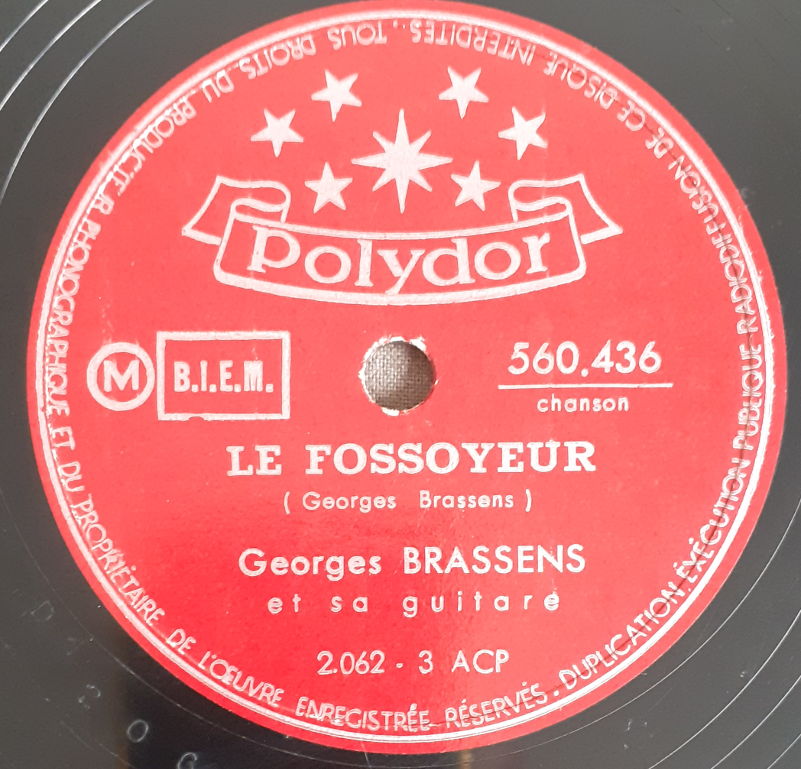 Polydor
M
B.I.E.M.
560.436
chanson
LE FOSSOYEUR
( Georges Brassens )
Georges BRASSENS
et sa guitare
2.062 - 3 ACP
TOUS DROITS DU PRODUCTEUR PHONOGRAPHIQUE ET DU PROPRIÉTAIRE DE L'ŒUVRE ENREGISTRÉE RÉSERVÉS. DUPLICATION. EXÉCUTION PUBLIQUE RADIODIFFUSION DE CE DISQUE INTERDITES.